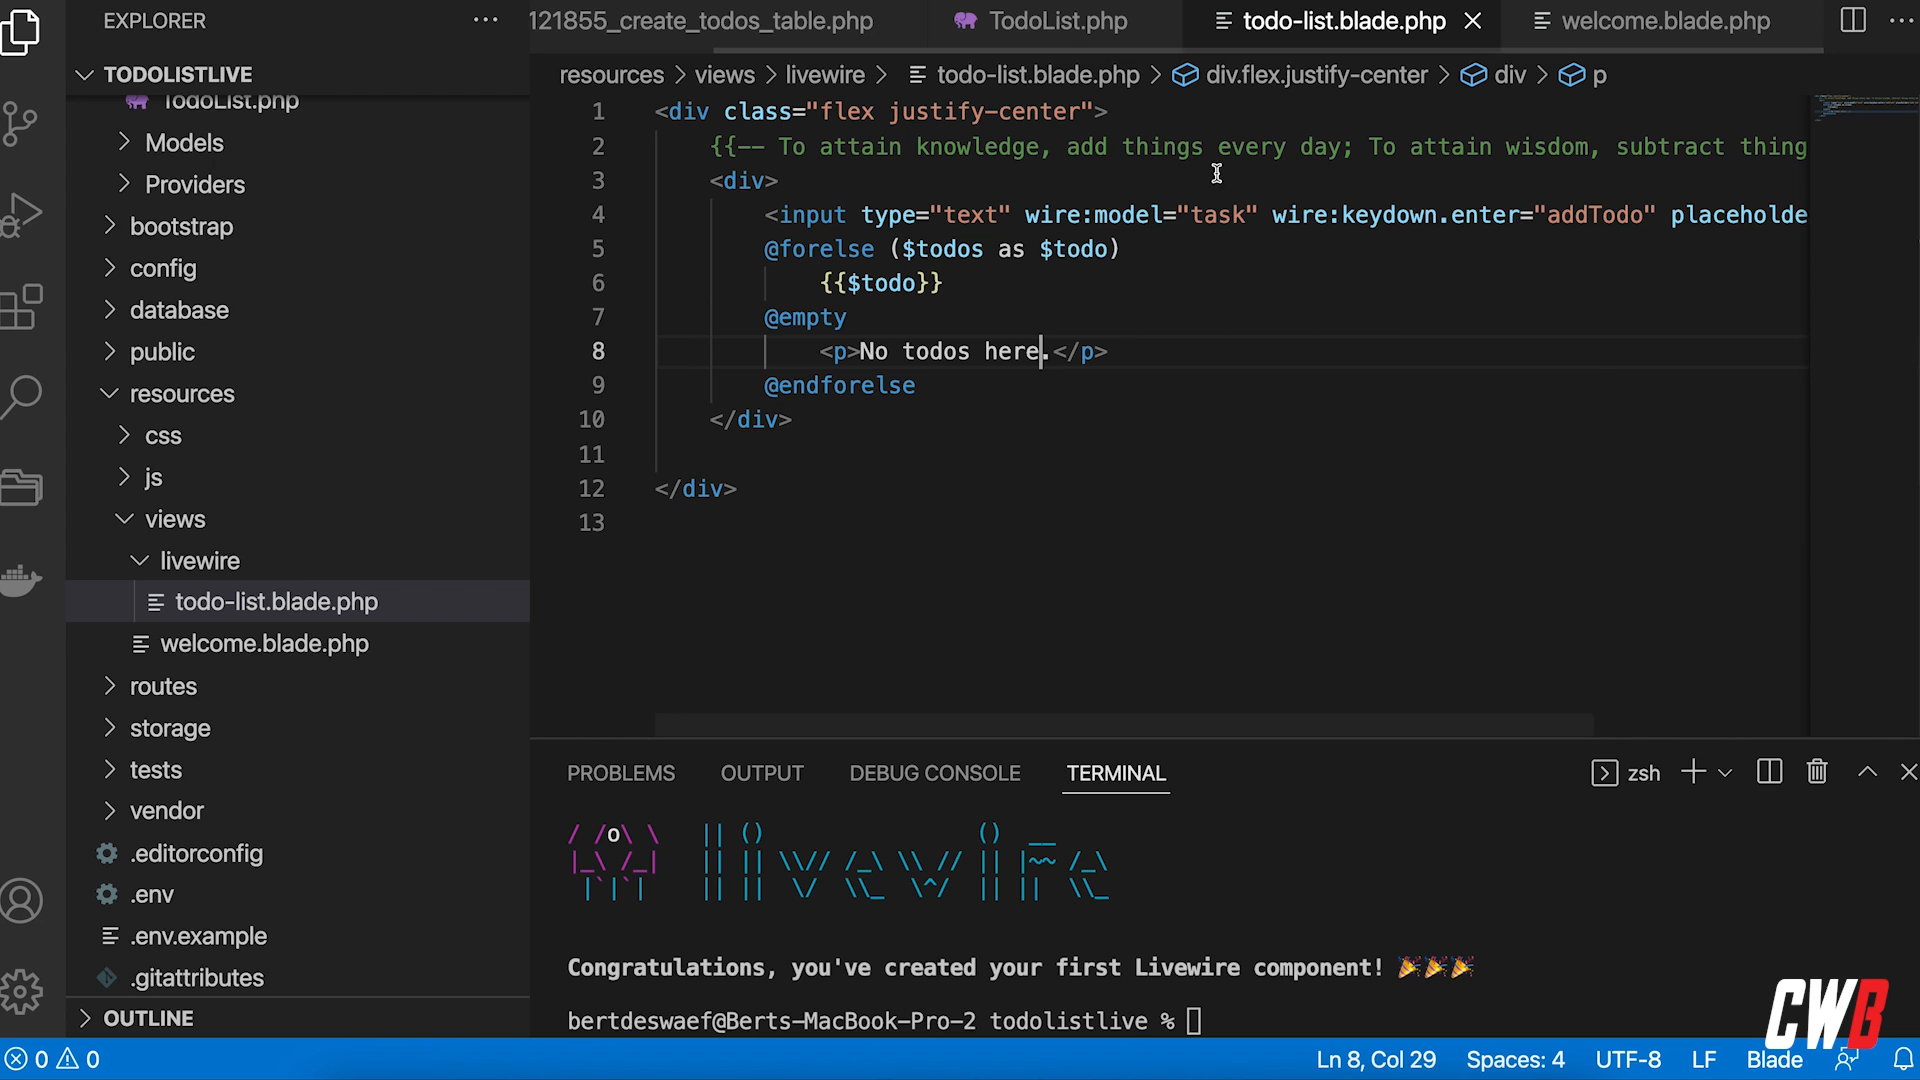 EXPLORER
TODOLISTLIVE
TodoList.php
Models
Providers
bootstrap
config
database
public
resources
css
js
views
livewire
todo-list.blade.php
welcome.blade.php
routes
storage
tests
vendor
.editorconfig
.env
.env.example
.gitattributes
OUTLINE
121855_create_todos_table.php TodoList.php todo-list.blade.php welcome.blade.php
resources > views > livewire > todo-list.blade.php > div.flex.justify-center > div > p
1 <div class="flex justify-center">
2 {{-- To attain knowledge, add things every day; To attain wisdom, subtract thing
3 <div>
4 <input type="text" wire:model="task" wire:keydown.enter="addTodo" placeholde
5 @forelse ($todos as $todo)
6 {{$todo}}
7 @empty
8 <p>No todos here.</p>
9 @endforelse
10 </div>
11
12 </div>
13
PROBLEMS OUTPUT DEBUG CONSOLE TERMINAL zsh
Congratulations, you've created your first Livewire component! 🎉🎉🎉
bertdeswaef@Berts-MacBook-Pro-2 todolistlive %
CWB
0 0 Ln 8, Col 29 Spaces: 4 UTF-8 LF Blade